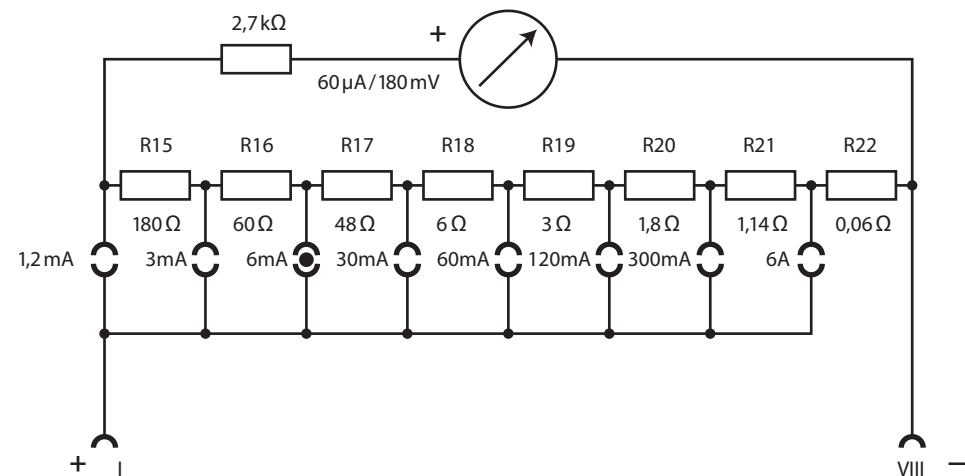 2,7 kΩ
+
60 µA / 180 mV
R15 R16 R17 R18 R19 R20 R21 R22
180 Ω 60 Ω 48 Ω 6 Ω 3 Ω 1,8 Ω 1,14 Ω 0,06 Ω
1,2 mA 3mA 6mA 30mA 60mA 120mA 300mA 6A
+ I VIII −